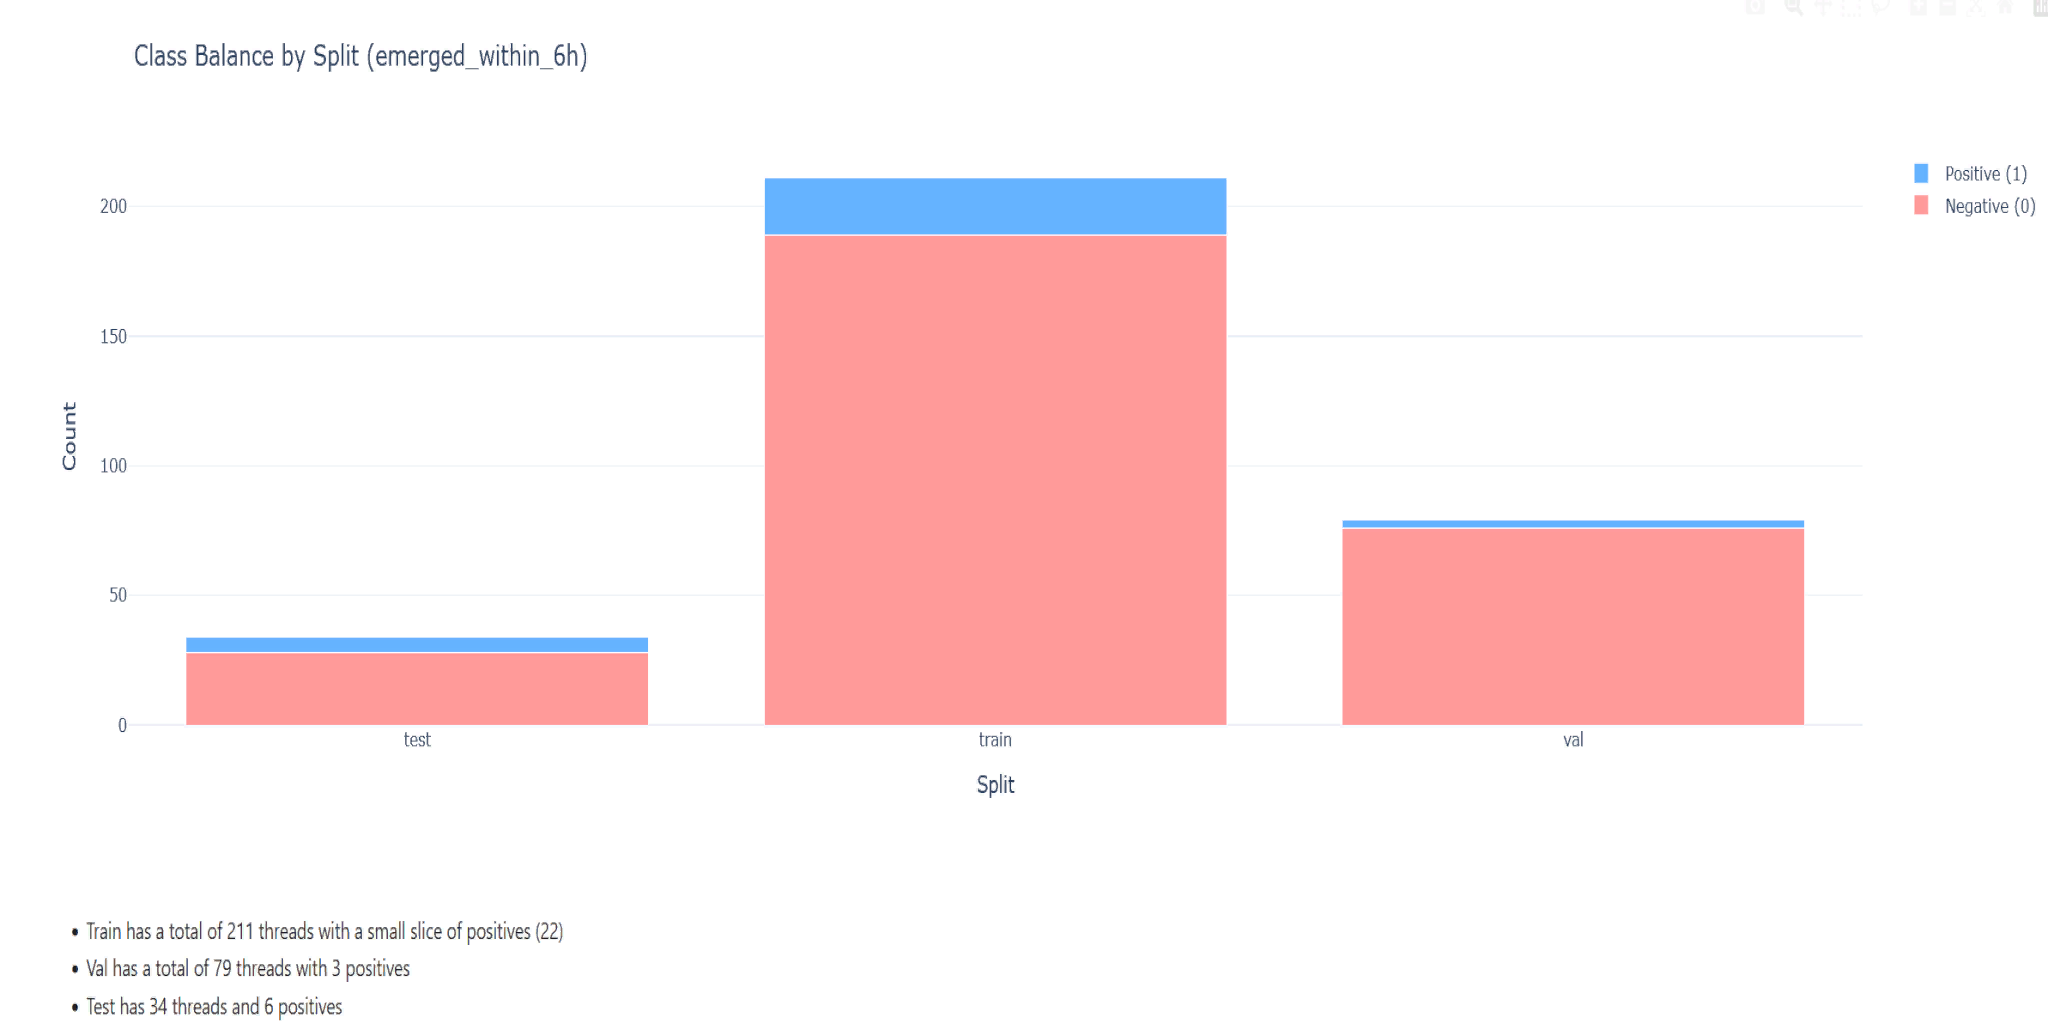 Class Balance by Split (emerged_within_6h)
Positive (1)
Negative (0)
200
150
100
50
0
Count
test
train
val
Split
• Train has a total of 211 threads with a small slice of positives (22)
• Val has a total of 79 threads with 3 positives
• Test has 34 threads and 6 positives